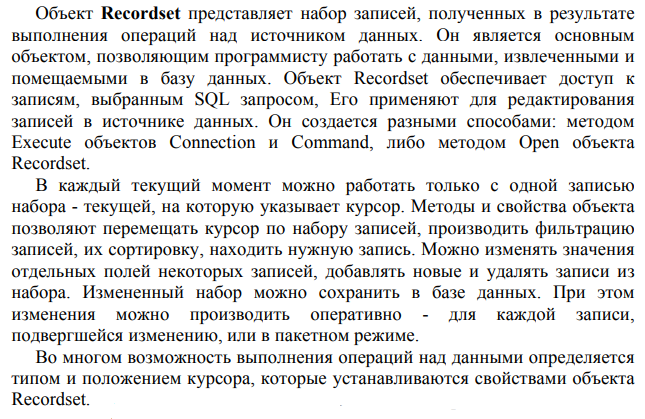 Объект Recordset представляет набор записей, полученных в результате
выполнения операций над источником данных. Он является основным
объектом, позволяющим программисту работать с данными, извлеченными и
помещаемыми в базу данных. Объект Recordset обеспечивает доступ к
записям, выбранным SQL запросом, Его применяют для редактирования
записей в источнике данных. Он создается разными способами: методом
Execute объектов Connection и Command, либо методом Open объекта
Recordset.
В каждый текущий момент можно работать только с одной записью
набора - текущей, на которую указывает курсор. Методы и свойства объекта
позволяют перемещать курсор по набору записей, производить фильтрацию
записей, их сортировку, находить нужную запись. Можно изменять значения
отдельных полей некоторых записей, добавлять новые и удалять записи из
набора. Измененный набор можно сохранить в базе данных. При этом
изменения можно производить оперативно - для каждой записи,
подвергшейся изменению, или в пакетном режиме.
Во многом возможность выполнения операций над данными определяется
типом и положением курсора, которые устанавливаются свойствами объекта
Recordset.